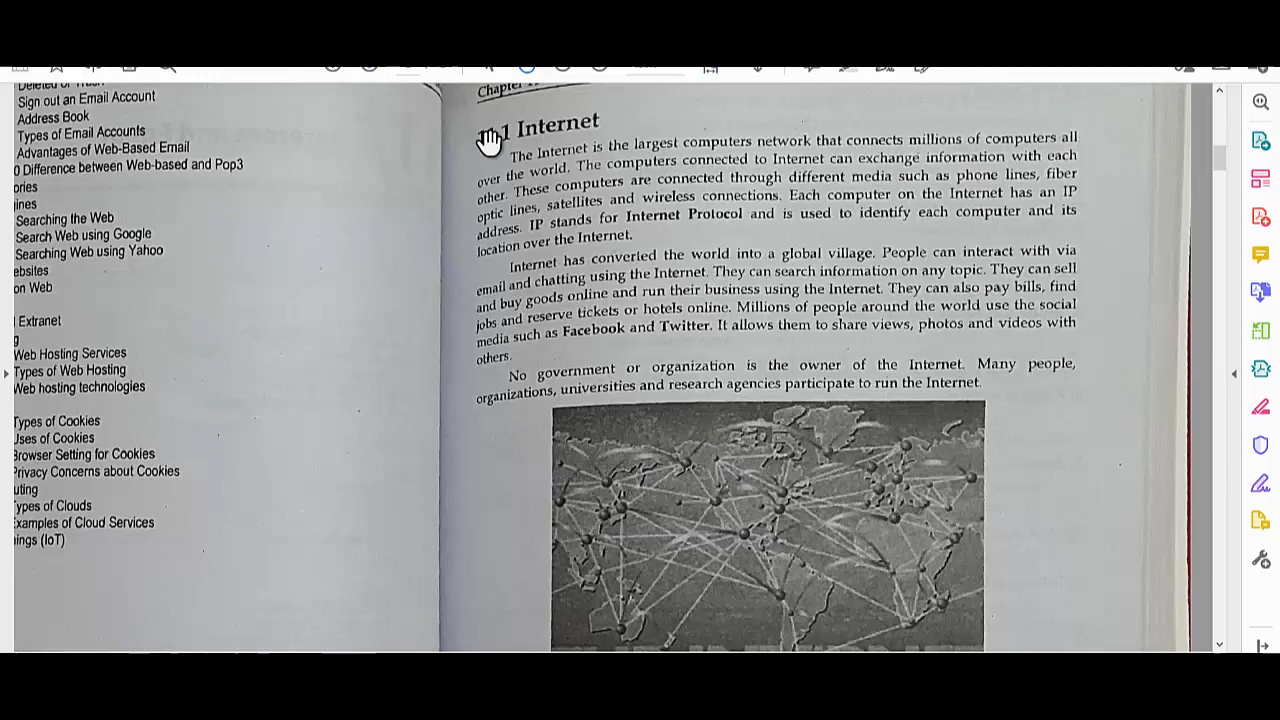 Sign out an Email Account
Address Book
Types of Email Accounts
Advantages of Web-Based Email
0 Difference between Web-based and Pop3
ories
gines
Searching the Web
Search Web using Google
Searching Web using Yahoo
ebsites
on Web
Extranet
g
Web Hosting Services
Types of Web Hosting
Web hosting technologies
Types of Cookies
Uses of Cookies
Browser Setting for Cookies
Privacy Concerns about Cookies
uting
Types of Clouds
Examples of Cloud Services
ings (IoT)
Chapter
1 Internet
The Internet is the largest computers network that connects millions of computers all
over the world. The computers connected to Internet can exchange information with each
other. These computers are connected through different media such as phone lines, fiber
optic lines, satellites and wireless connections. Each computer on the Internet has an IP
address. IP stands for Internet Protocol and is used to identify each computer and its
location over the Internet.
Internet has converted the world into a global village. People can interact with via
email and chatting using the Internet. They can search information on any topic. They can sell
and buy goods online and run their business using the Internet. They can also pay bills, find
jobs and reserve tickets or hotels online. Millions of people around the world use the social
media such as Facebook and Twitter. It allows them to share views, photos and videos with
others.
No government or organization is the owner of the Internet. Many people,
organizations, universities and research agencies participate to run the Internet.